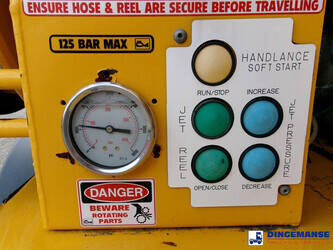 ENSURE HOSE & REEL ARE SECURE BEFORE TRAVELLING
125 BAR MAX
HANDLANCE
SOFT START
RUN/STOP
INCREASE
JET
JET PRESSURE
REEL
OPEN/CLOSE
DECREASE
DANGER
BEWARE
ROTATING
PARTS
DINGEMANSE